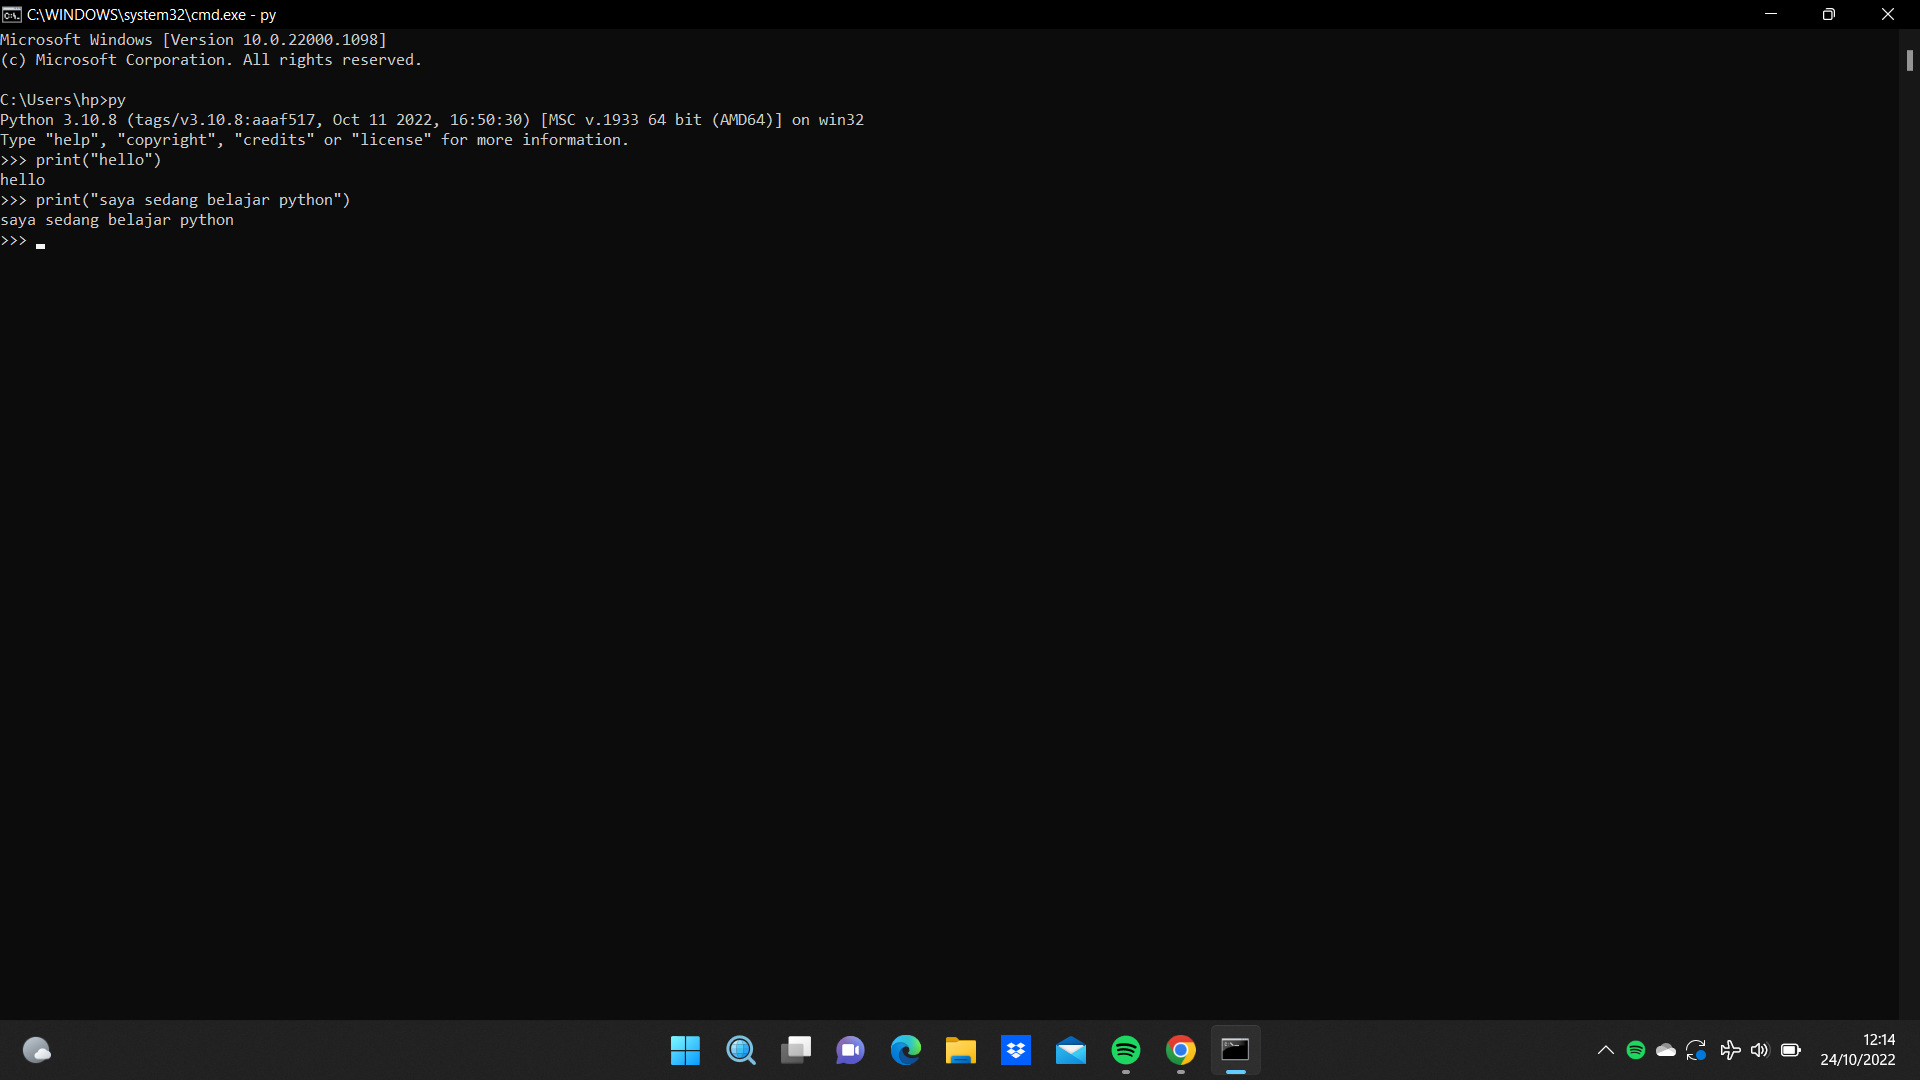 C:\WINDOWS\system32\cmd.exe - py
Microsoft Windows [Version 10.0.22000.1098]
(c) Microsoft Corporation. All rights reserved.
C:\Users\hp>py
Python 3.10.8 (tags/v3.10.8:aaaf517, Oct 11 2022, 16:50:30) [MSC v.1933 64 bit (AMD64)] on win32
Type "help", "copyright", "credits" or "license" for more information.
>>> print("hello")
hello
>>> print("saya sedang belajar python")
saya sedang belajar python
>>>
12:14
24/10/2022